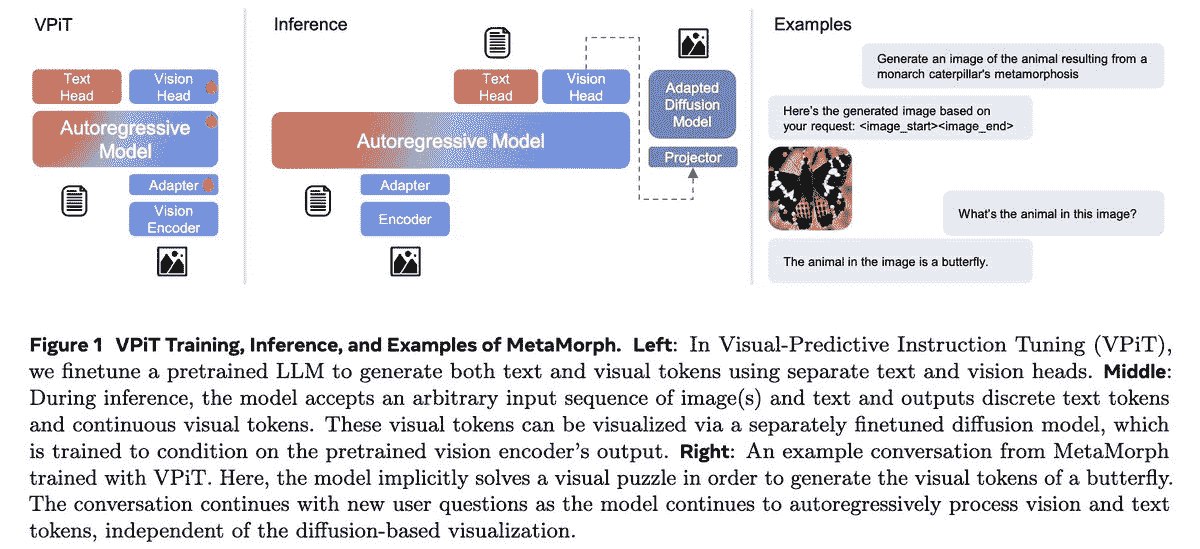 VPiT
Inference
Examples
Text
Head
Vision
Head
Autoregressive
Model
Adapter
Vision
Encoder
Text
Head
Vision
Head
Autoregressive Model
Adapter
Encoder
Adapted
Diffusion
Model
Projector
Generate an image of the animal resulting from a
monarch caterpillar's metamorphosis
Here's the generated image based on
your request: <image_start><image_end>
What's the animal in this image?
The animal in the image is a butterfly.
Figure 1 VPiT Training, Inference, and Examples of MetaMorph. Left: In Visual-Predictive Instruction Tuning (VPiT),
we finetune a pretrained LLM to generate both text and visual tokens using separate text and vision heads. Middle:
During inference, the model accepts an arbitrary input sequence of image(s) and text and outputs discrete text tokens
and continuous visual tokens. These visual tokens can be visualized via a separately finetuned diffusion model, which
is trained to condition on the pretrained vision encoder's output. Right: An example conversation from MetaMorph
trained with VPiT. Here, the model implicitly solves a visual puzzle in order to generate the visual tokens of a butterfly.
The conversation continues with new user questions as the model continues to autoregressively process vision and text
tokens, independent of the diffusion-based visualization.